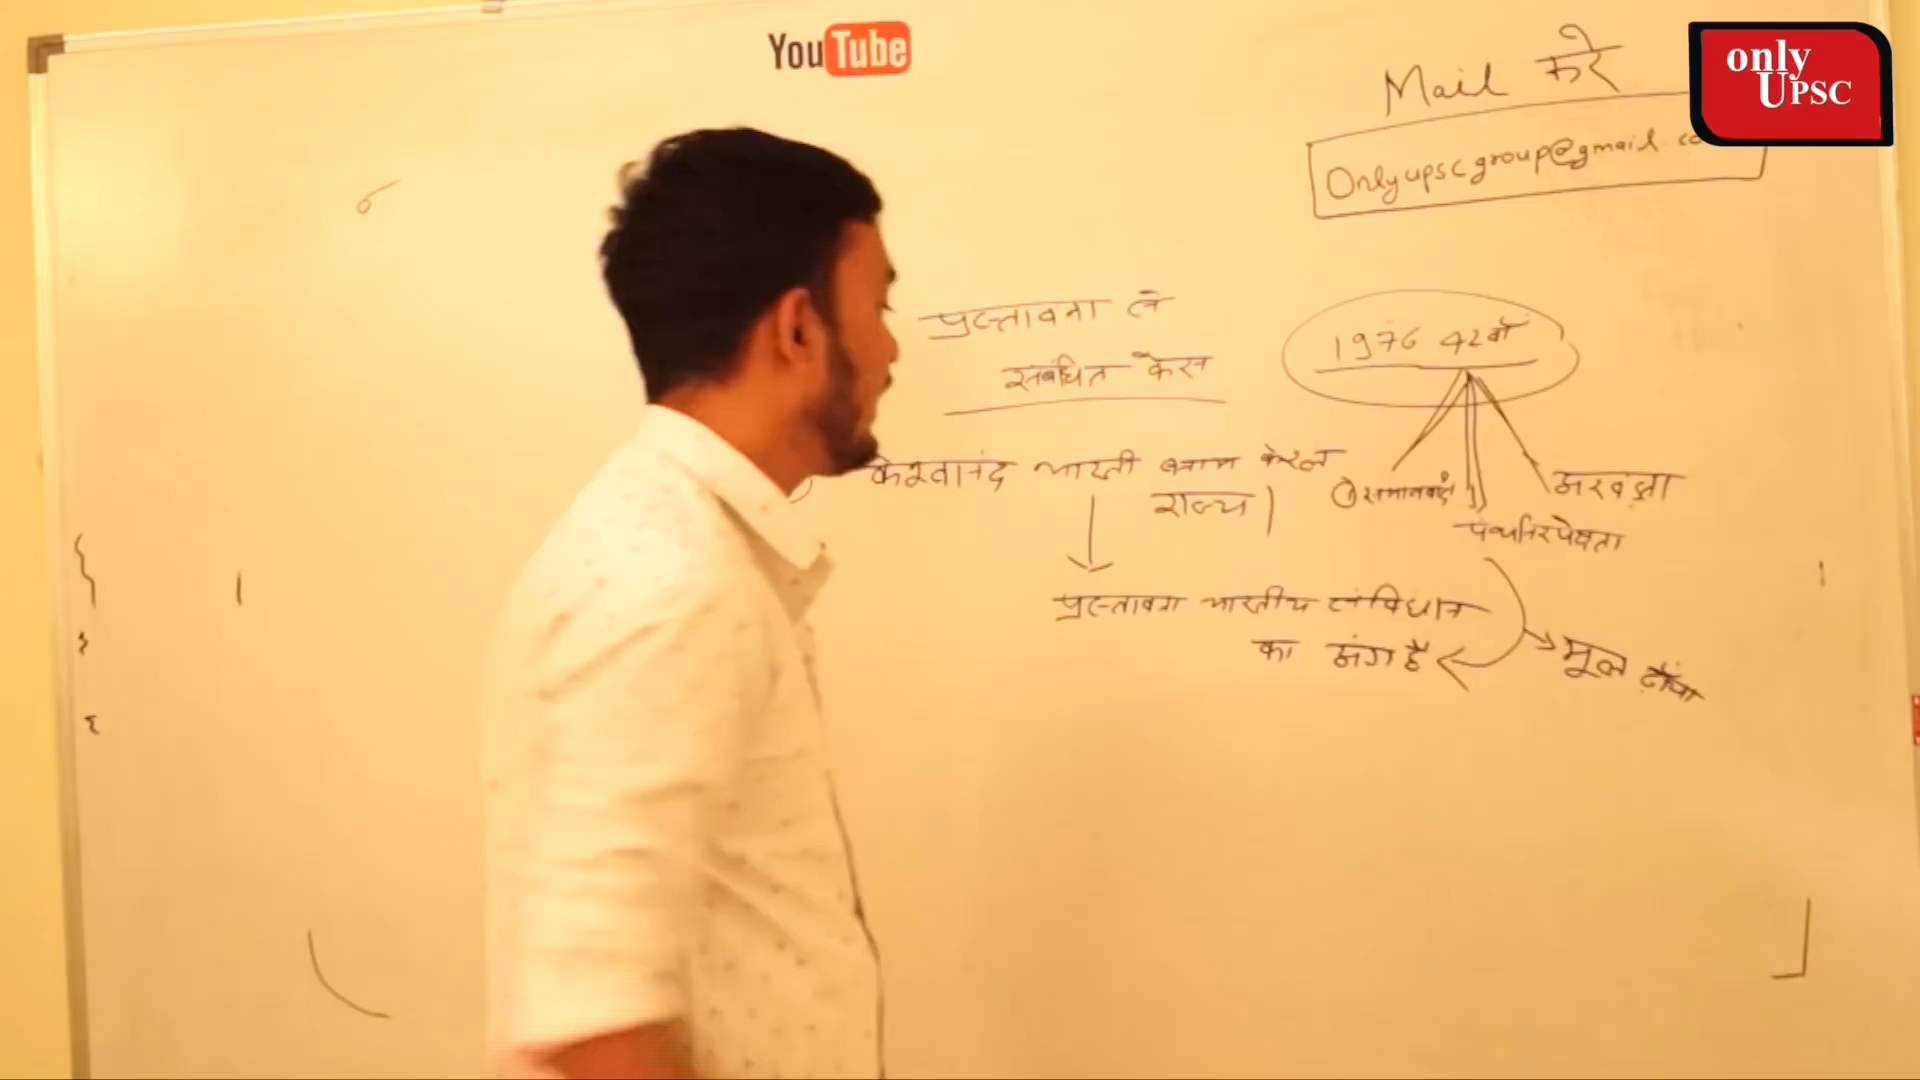 YouTube
only
UPSC
Mail करे
Onlyupscgroup@gmail.co
प्रस्तावना से
संबंधित केस
केशवानंद भारती बनाम केरल
राज्य।
प्रस्तावना भारतीय संविधान
का अंग है
मूल ढाँचा
1976 42वाँ
① समाजवादी
पंथनिरपेक्षता
अखंडता